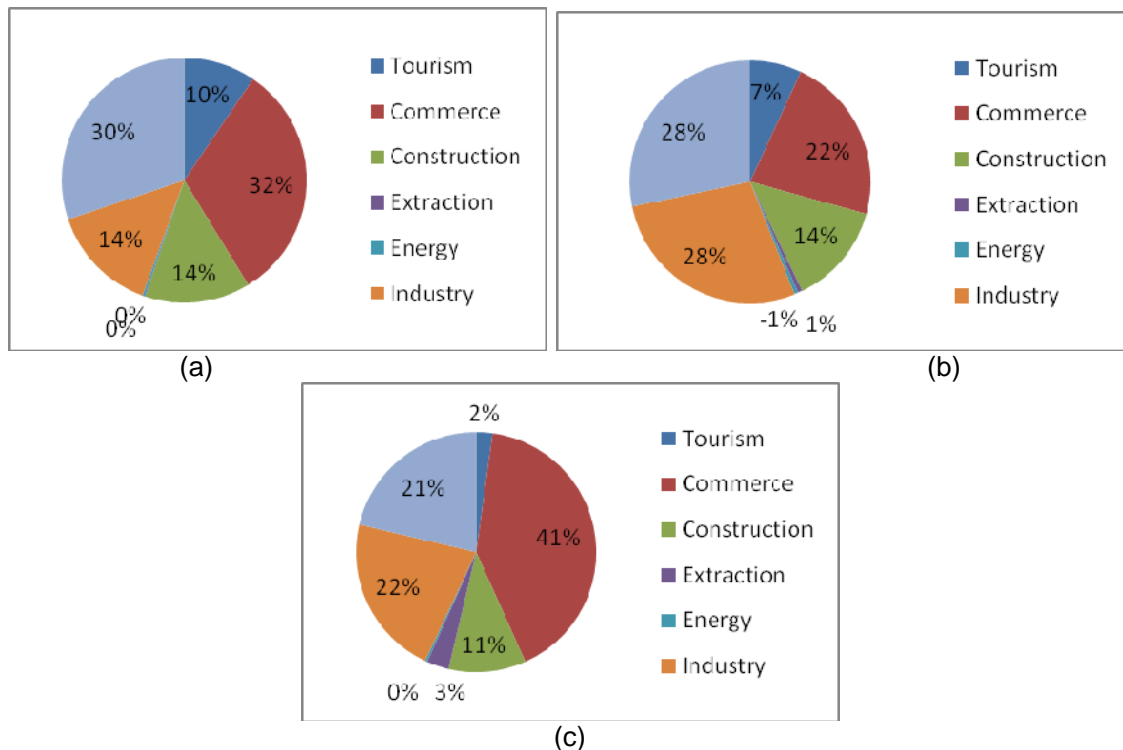 10%
32%
14%
0%
0%
14%
30%
Tourism
Commerce
Construction
Extraction
Energy
Industry
(a)
7%
22%
14%
1%
-1%
28%
28%
Tourism
Commerce
Construction
Extraction
Energy
Industry
(b)
2%
41%
11%
3%
0%
22%
21%
Tourism
Commerce
Construction
Extraction
Energy
Industry
(c)